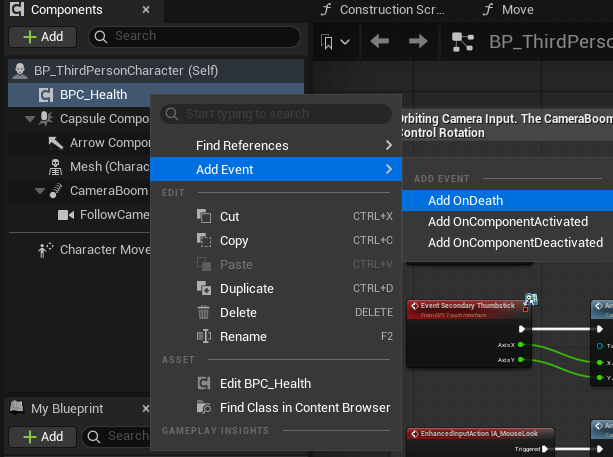 Components
Construction Scr...
Move
Add
Search
BP_ThirdPerso
BP_ThirdPersonCharacter (Self)
BPC_Health
Capsule Compo
Arrow Compon
Mesh (Charac
CameraBoom
FollowCame
Character Move
Start typing to search
Find References
Add Event
EDIT
Cut CTRL+X
Copy CTRL+C
Paste CTRL+V
Duplicate CTRL+D
Delete DELETE
Rename F2
ASSET
Edit BPC_Health
Find Class in Content Browser
GAMEPLAY INSIGHTS
Orbiting Camera Input. The CameraBoom
Control Rotation
ADD EVENT
Add OnDeath
Add OnComponentActivated
Add OnComponentDeactivated
Event Secondary Thumbstick
From BPI Touch Interface
Axis X
Axis Y
EnhancedInputAction IA_MouseLook
Triggered
My Blueprint
Add
Search